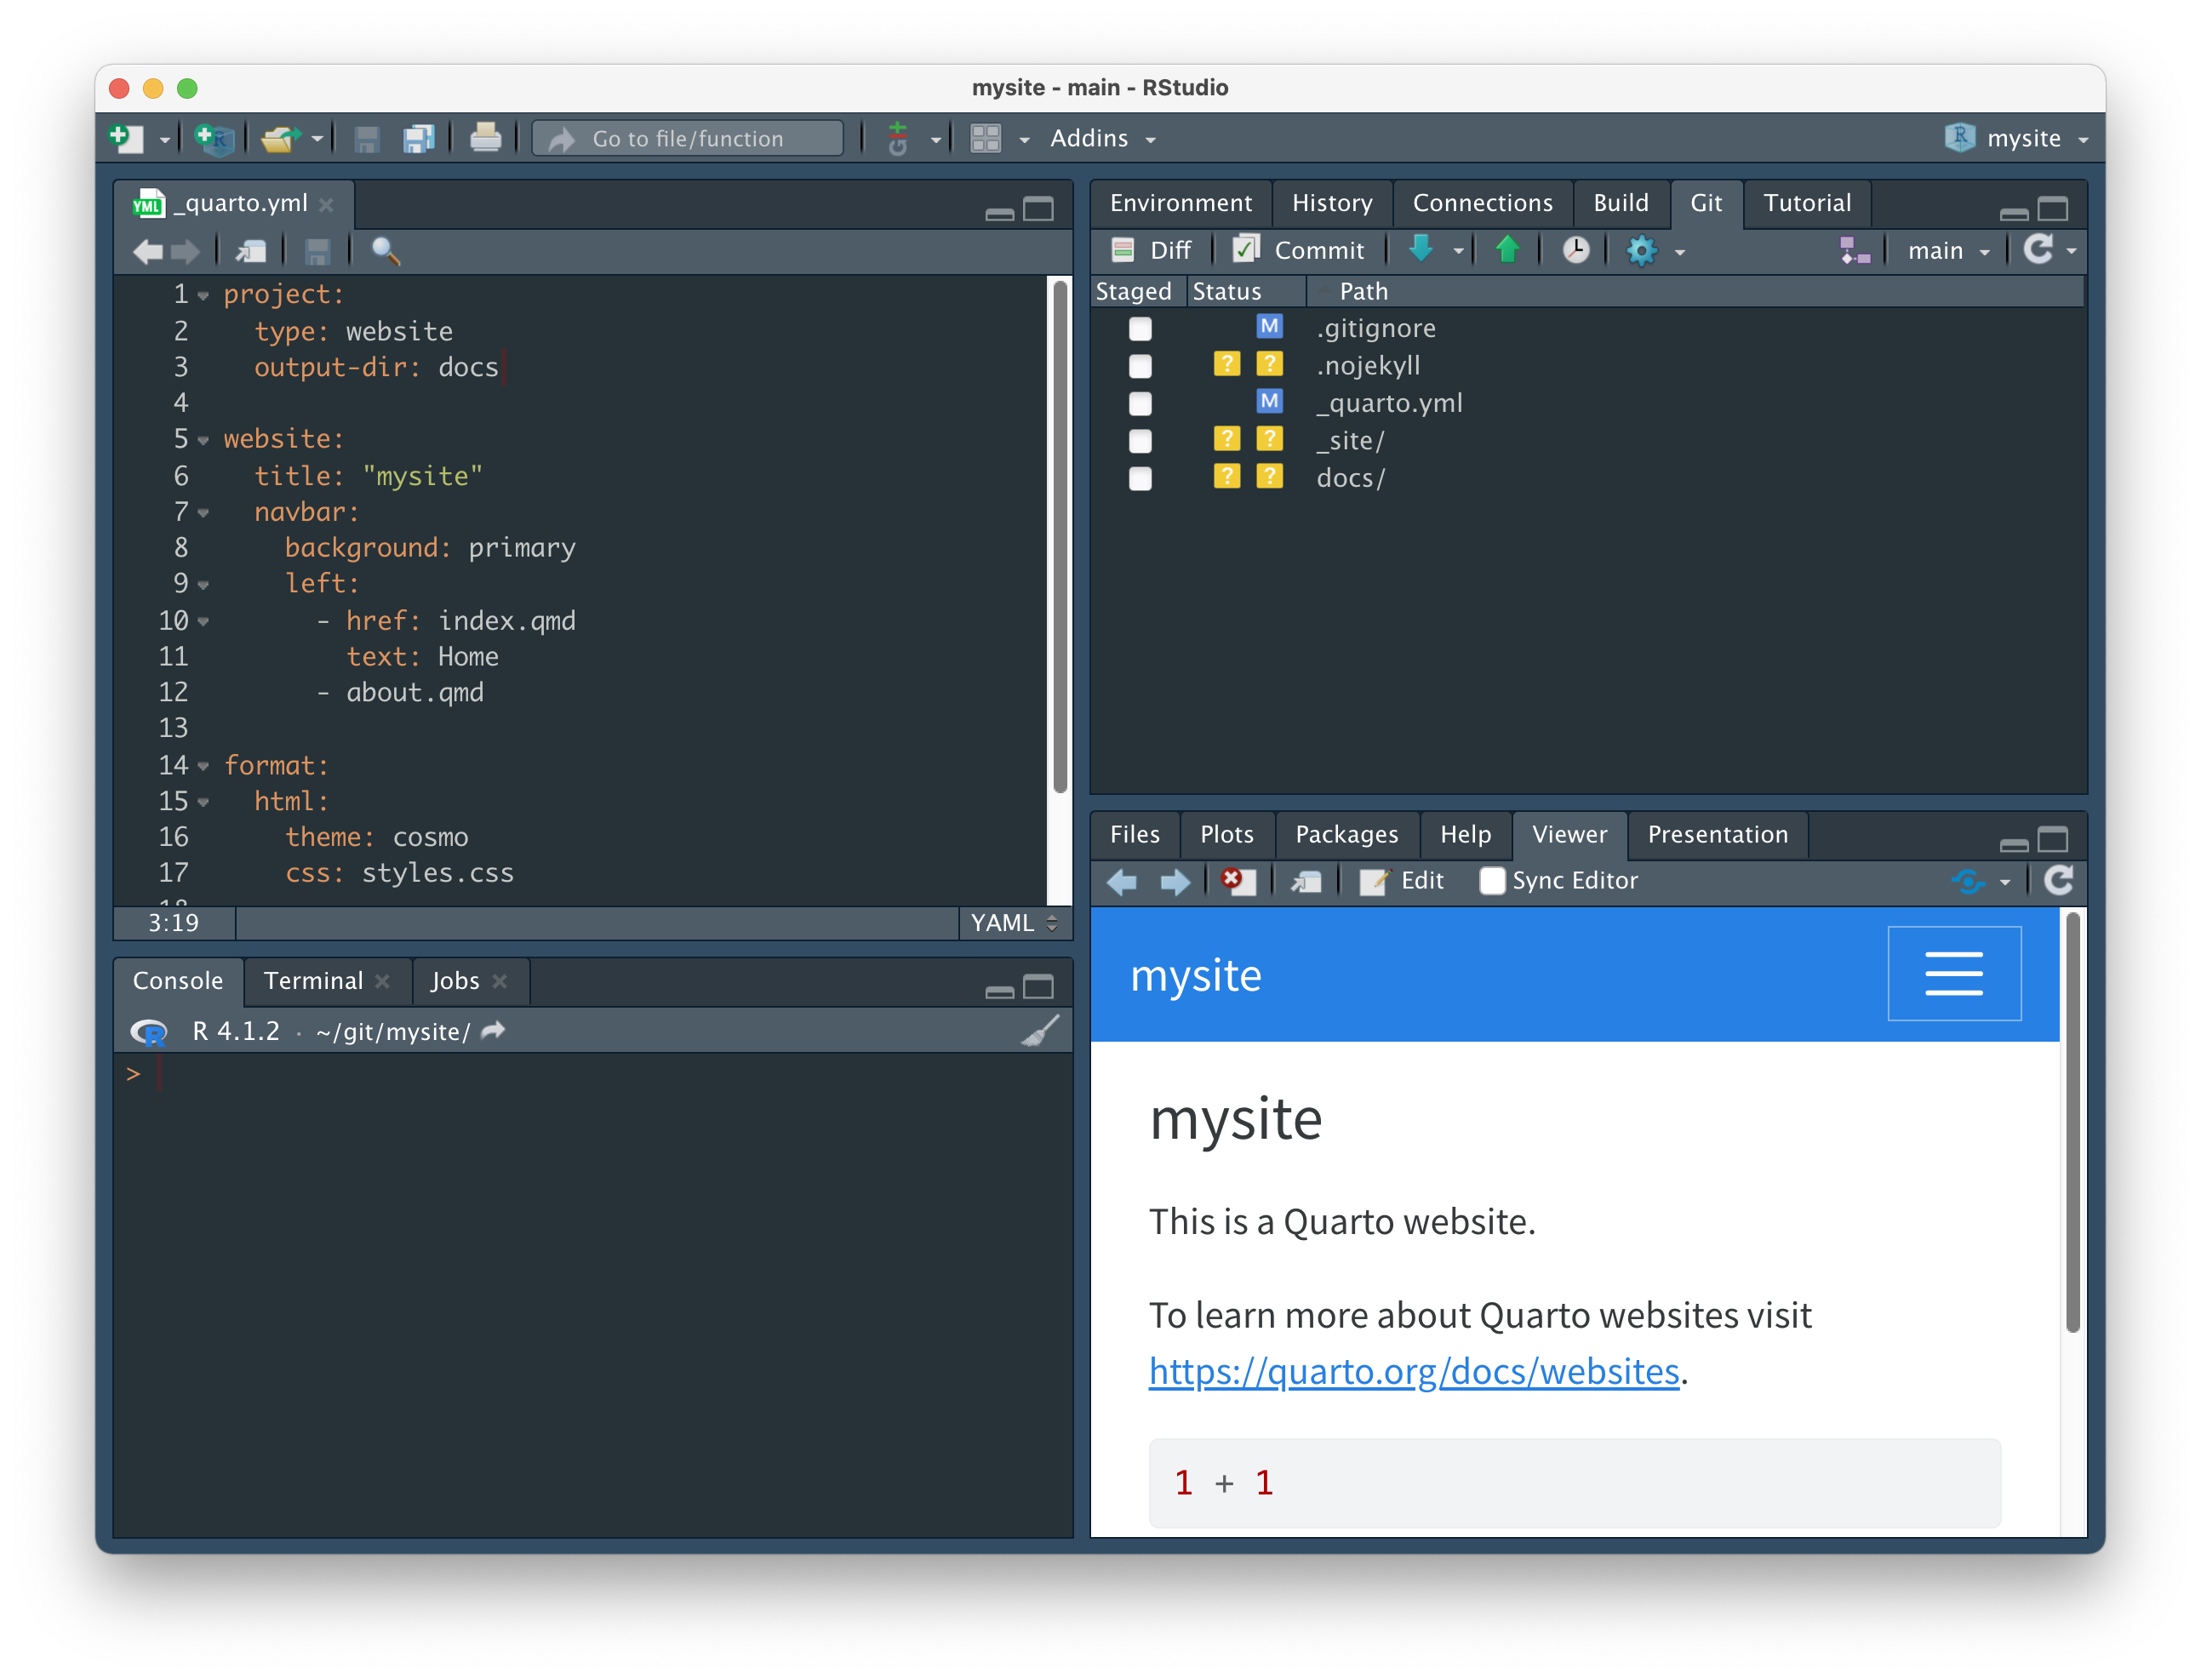 mysite - main - RStudio
Go to file/function
Addins
mysite
_quarto.yml
1 project:
2 type: website
3 output-dir: docs
4
5 website:
6 title: "mysite"
7 navbar:
8 background: primary
9 left:
10 - href: index.qmd
11 text: Home
12 - about.qmd
13
14 format:
15 html:
16 theme: cosmo
17 css: styles.css
3:19
YAML
Console Terminal Jobs
R 4.1.2 · ~/git/mysite/
>
Environment History Connections Build Git Tutorial
Diff Commit main
Staged Status Path
M .gitignore
? ? .nojekyll
M _quarto.yml
? ? _site/
? ? docs/
Files Plots Packages Help Viewer Presentation
Edit Sync Editor
mysite
mysite
This is a Quarto website.
To learn more about Quarto websites visit
https://quarto.org/docs/websites.
1 + 1